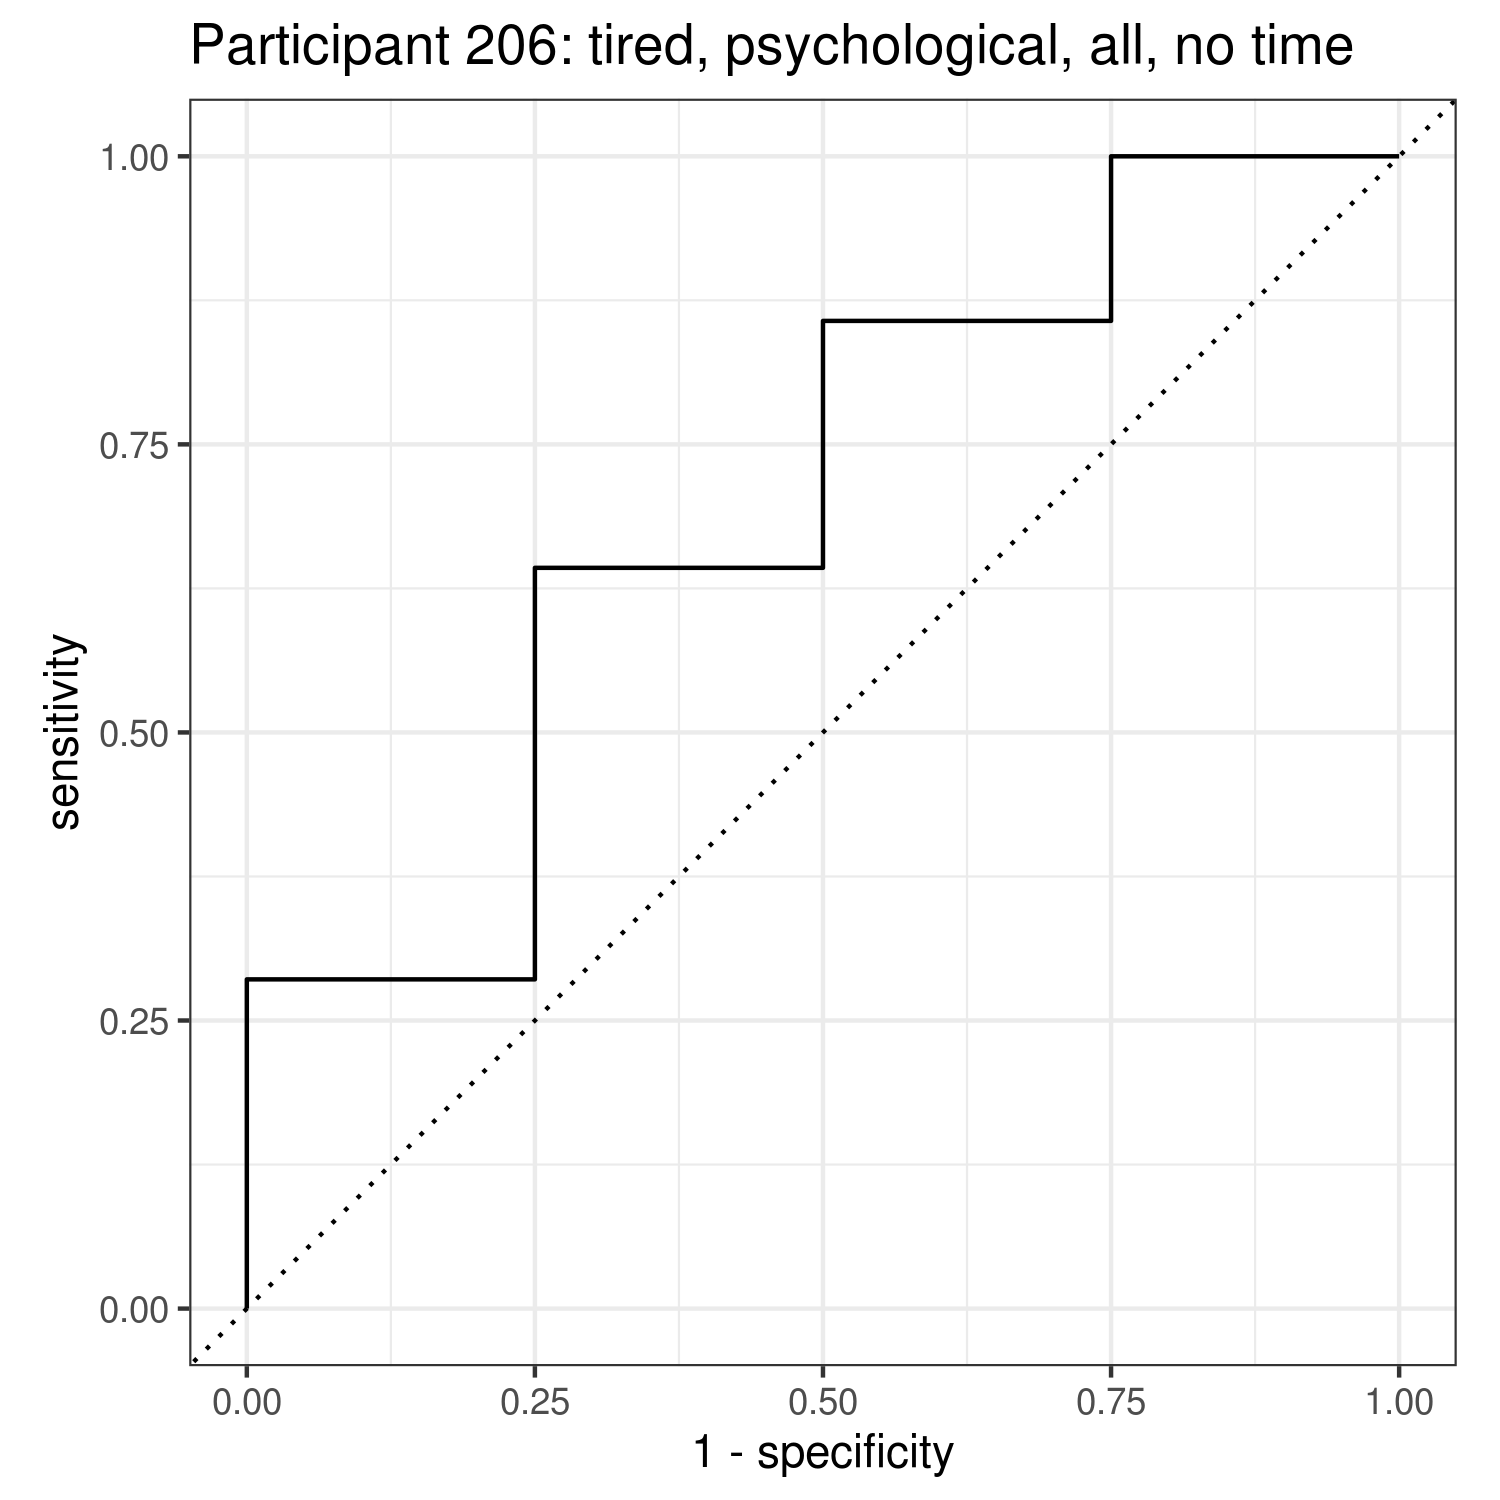 Participant 206: tired, psychological, all, no time
1.00
0.75
0.50
0.25
0.00
sensitivity
0.00 0.25 0.50 0.75 1.00
1 - specificity